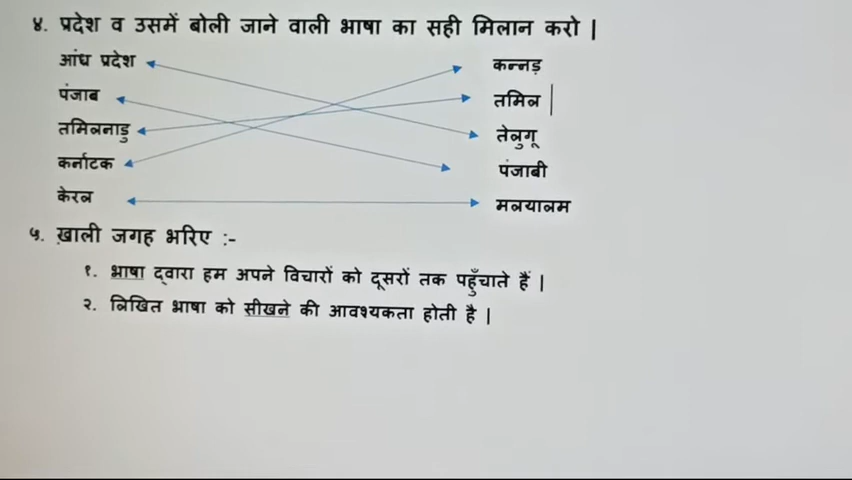 ४. प्रदेश व उसमें बोली जाने वाली भाषा का सही मिलान करो |
आंध प्रदेश कन्नड़
पंजाब तमिल |
तमिलनाडु तेलुगू
कर्नाटक पंजाबी
केरल मलयालम
५. ख़ाली जगह भरिए :-
१. भाषा द्वारा हम अपने विचारों को दूसरों तक पहुँचाते हैं |
२. लिखित भाषा को सीखने की आवश्यकता होती है |